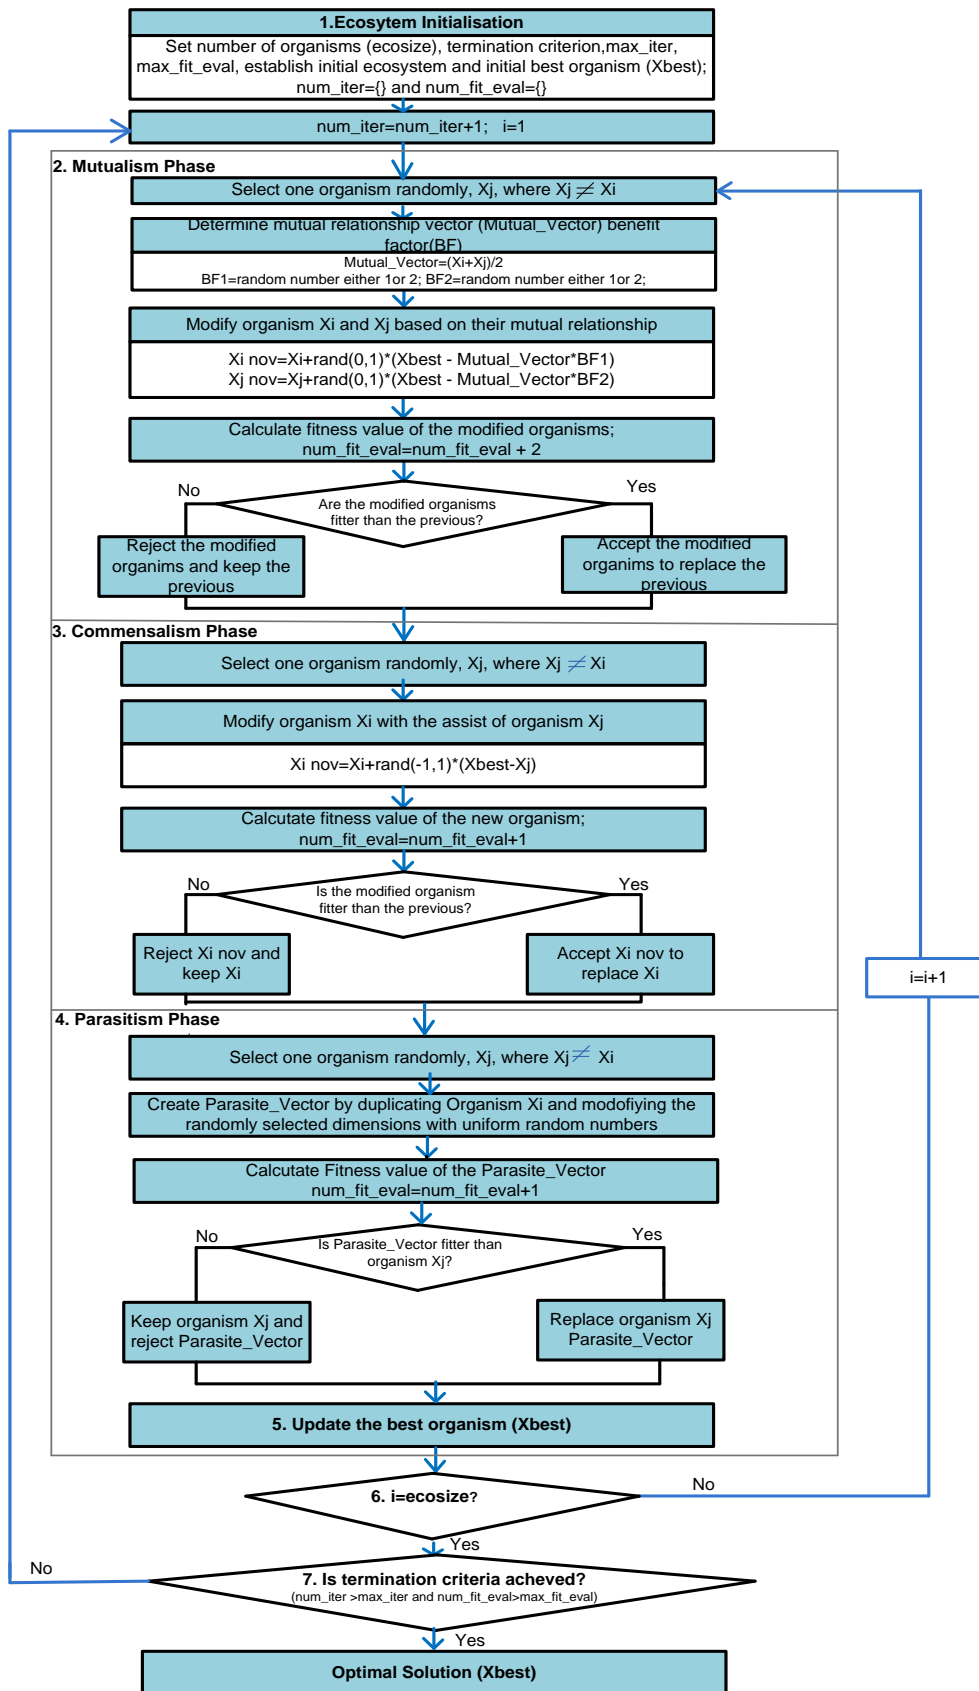 1.Ecosytem Initialisation
Set number of organisms (ecosize), termination criterion,max_iter,
max_fit_eval, establish initial ecosystem and initial best organism (Xbest);
num_iter={} and num_fit_eval={}
num_iter=num_iter+1;   i=1
2. Mutualism Phase
Select one organism randomly, Xj, where Xj ≠ Xi
Determine mutual relationship vector (Mutual_Vector) benefit
factor(BF)
Mutual_Vector=(Xi+Xj)/2
BF1=random number either 1or 2; BF2=random number either 1or 2;
Modify organism Xi and Xj based on their mutual relationship
Xi nov=Xi+rand(0,1)*(Xbest - Mutual_Vector*BF1)
Xj nov=Xj+rand(0,1)*(Xbest - Mutual_Vector*BF2)
Calculate fitness value of the modified organisms;
num_fit_eval=num_fit_eval + 2
No
Yes
Are the modified organisms
fitter than the previous?
Reject the modified
organims and keep the
previous
Accept the modified
organims to replace the
previous
3. Commensalism Phase
Select one organism randomly, Xj, where Xj ≠ Xi
Modify organism Xi with the assist of organism Xj
Xi nov=Xi+rand(-1,1)*(Xbest-Xj)
Calcutate fitness value of the new organism;
num_fit_eval=num_fit_eval+1
No
Yes
Is the modified organism
fitter than the previous?
Reject Xi nov and
keep Xi
Accept Xi nov to
replace Xi
i=i+1
4. Parasitism Phase
Select one organism randomly, Xj, where Xj ≠ Xi
Create Parasite_Vector by duplicating Organism Xi and modofiying the
randomly selected dimensions with uniform random numbers
Calcutate Fitness value of the Parasite_Vector
num_fit_eval=num_fit_eval+1
No
Yes
Is Parasite_Vector fitter than
organism Xj?
Keep organism Xj and
reject Parasite_Vector
Replace organism Xj
Parasite_Vector
5. Update the best organism (Xbest)
6. i=ecosize?
No
Yes
No
7. Is termination criteria acheved?
(num_iter >max_iter and num_fit_eval>max_fit_eval)
Yes
Optimal Solution (Xbest)